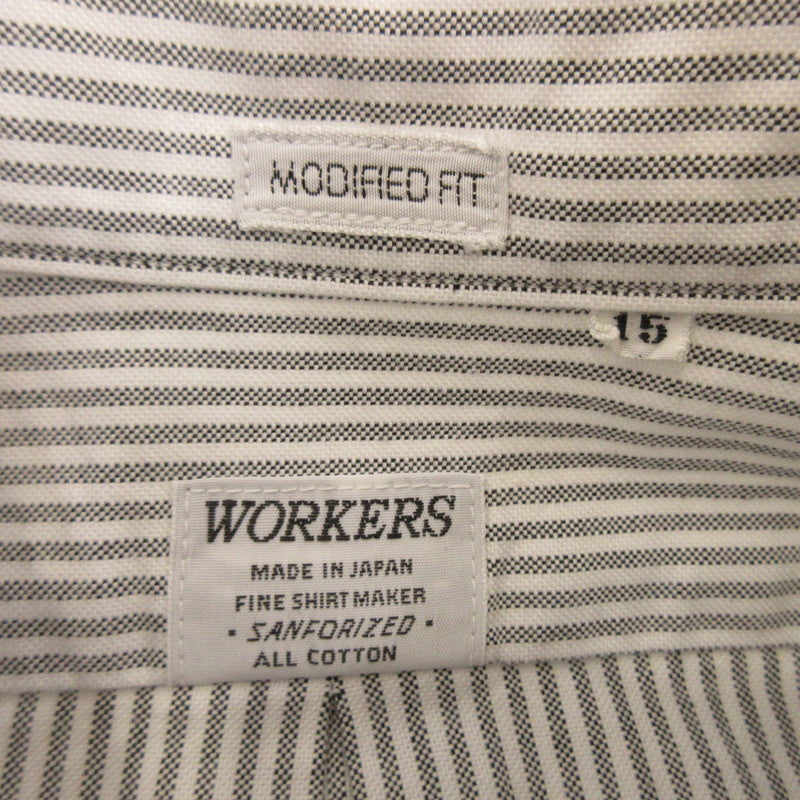 MODIFIED FIT
15
WORKERS
MADE IN JAPAN
FINE SHIRT MAKER
· SANFORIZED ·
ALL COTTON